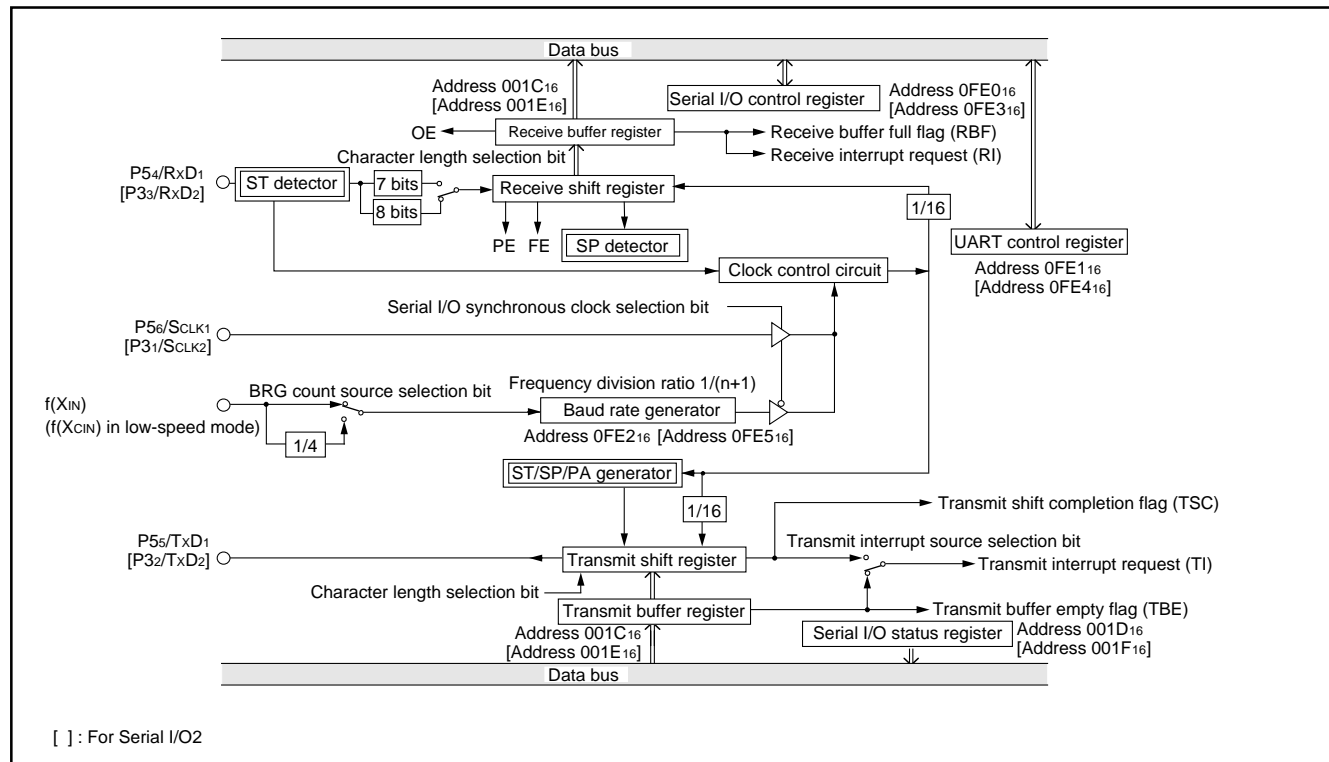 Data bus
Address 001C16
[Address 001E16]
Serial I/O control register
Address 0FE016
[Address 0FE316]
OE
Receive buffer register
Receive buffer full flag (RBF)
Receive interrupt request (RI)
Character length selection bit
P54/RxD1
[P33/RxD2]
ST detector
7 bits
8 bits
Receive shift register
1/16
PE
FE
SP detector
UART control register
Address 0FE116
[Address 0FE416]
Clock control circuit
Serial I/O synchronous clock selection bit
P56/SCLK1
[P31/SCLK2]
BRG count source selection bit
Frequency division ratio 1/(n+1)
f(XIN)
(f(XCIN) in low-speed mode)
1/4
Baud rate generator
Address 0FE216 [Address 0FE516]
ST/SP/PA generator
1/16
Transmit shift completion flag (TSC)
P55/TxD1
[P32/TxD2]
Transmit shift register
Transmit interrupt source selection bit
Transmit interrupt request (TI)
Character length selection bit
Transmit buffer register
Transmit buffer empty flag (TBE)
Address 001C16
[Address 001E16]
Serial I/O status register
Address 001D16
[Address 001F16]
Data bus
[ ] : For Serial I/O2